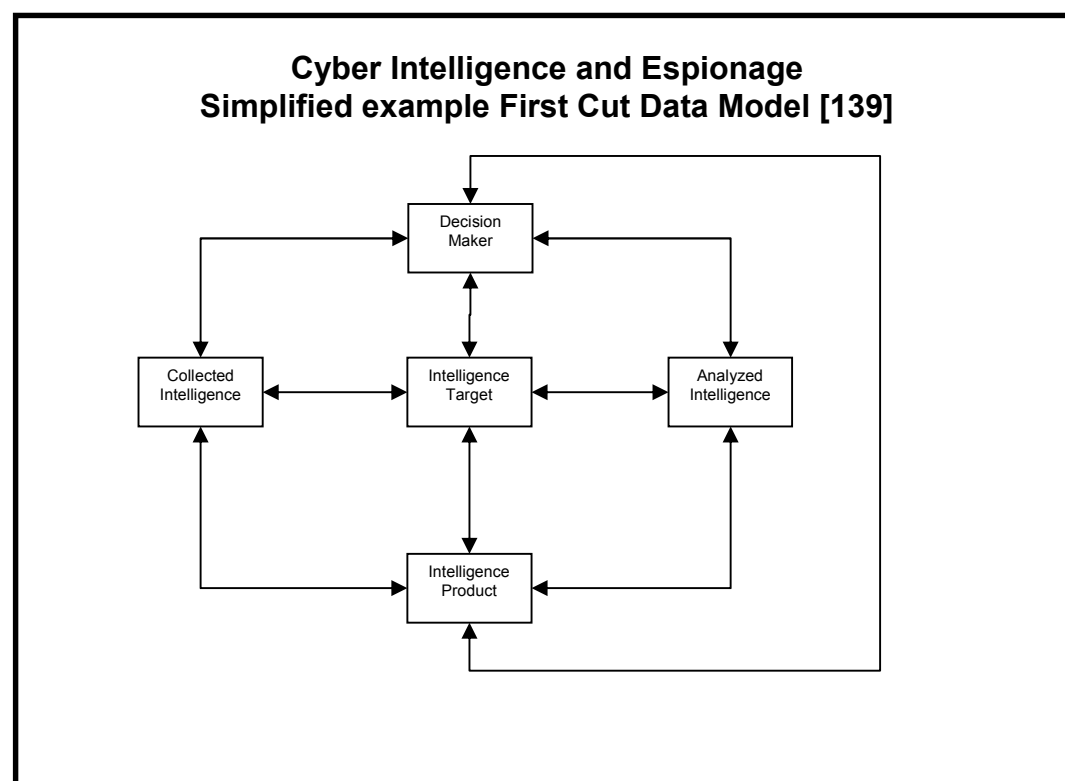 Cyber Intelligence and Espionage
Simplified example First Cut Data Model [139]
Decision
Maker
Collected
Intelligence
Intelligence
Target
Analyzed
Intelligence
Intelligence
Product